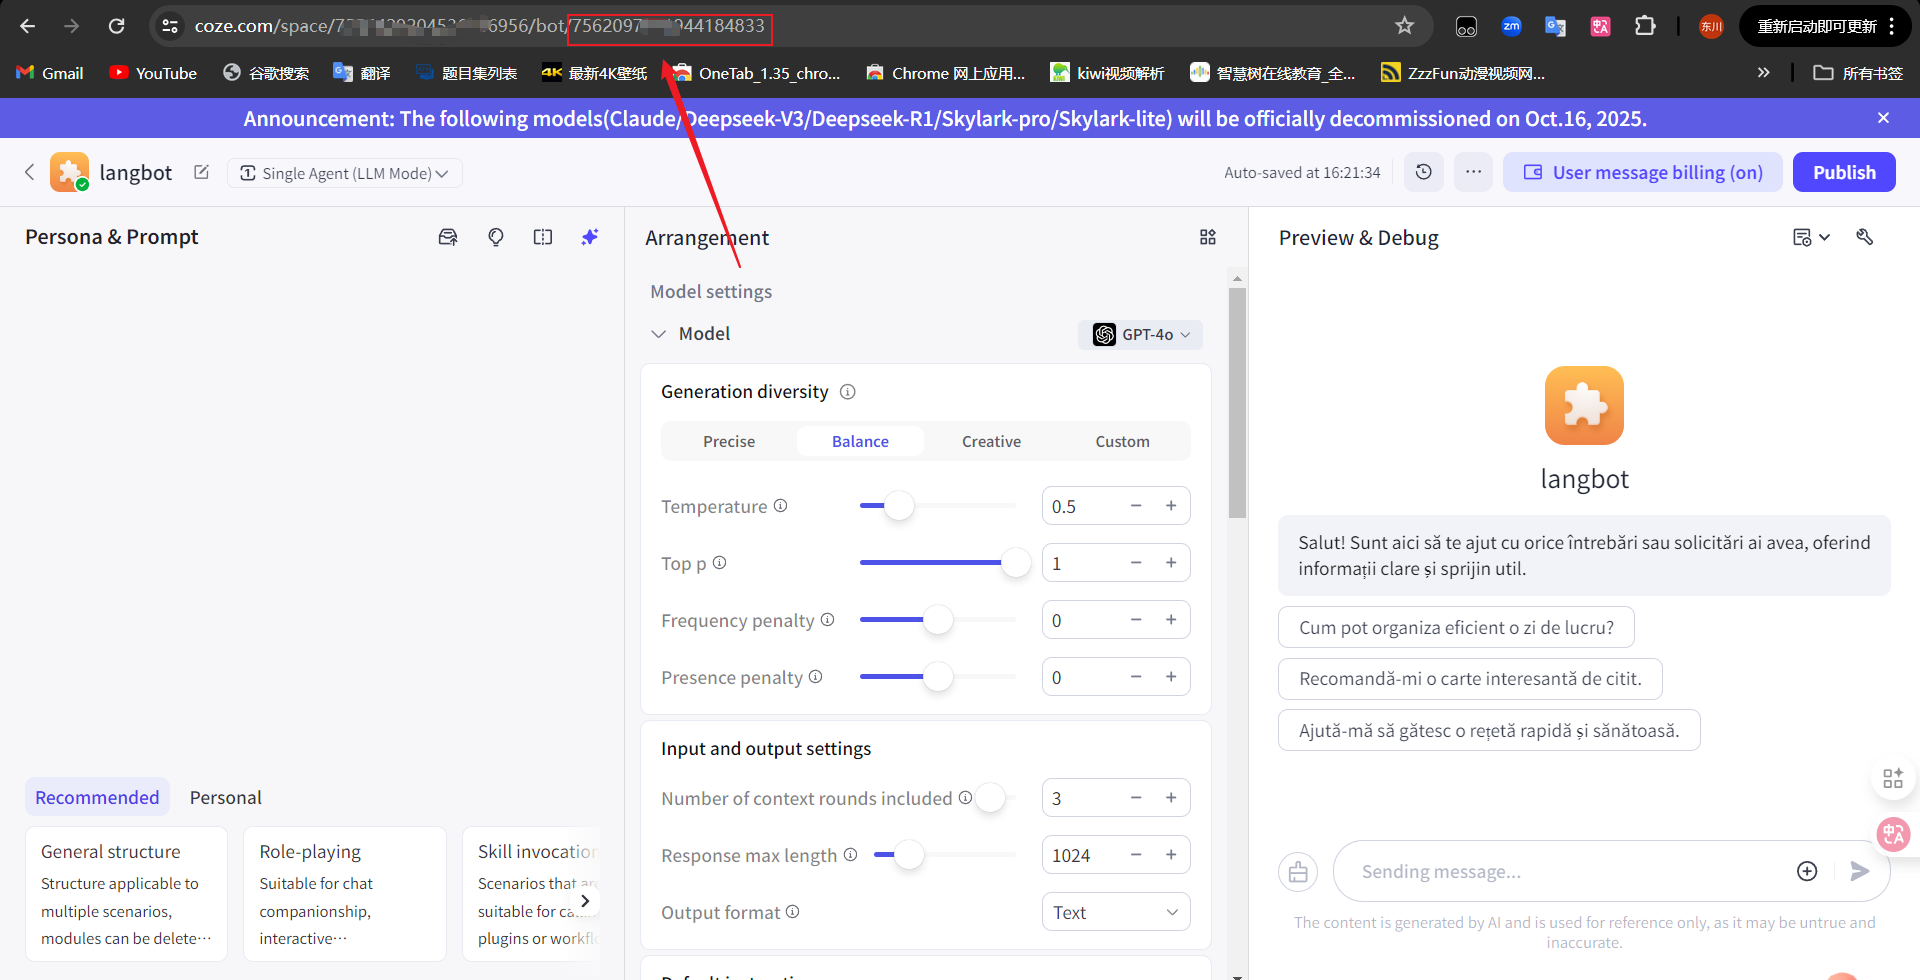 coze.com/space/7 6956/bot/7562097 944184833
重新启动即可更新
Gmail
YouTube
谷歌搜索
翻译
题目集列表
4K 最新4K壁纸
OneTab_1.35_chro...
Chrome 网上应用...
kiwi视频解析
智慧树在线教育_全...
ZzzFun动漫视频网...
所有书签
Announcement: The following models(Claude/Deepseek-V3/Deepseek-R1/Skylark-pro/Skylark-lite) will be officially decommissioned on Oct.16, 2025.
langbot
Single Agent (LLM Mode)
Auto-saved at 16:21:34
User message billing (on)
Publish
Persona & Prompt
Recommended
Personal
General structure
Structure applicable to
multiple scenarios,
modules can be delete···
Role-playing
Suitable for chat
companionship,
interactive···
Skill invocation
Scenarios that are
suitable for
plugins or workfl
Arrangement
Model settings
Model
GPT-4o
Generation diversity
Precise
Balance
Creative
Custom
Temperature
0.5
Top p
1
Frequency penalty
0
Presence penalty
0
Input and output settings
Number of context rounds included
3
Response max length
1024
Output format
Text
Preview & Debug
langbot
Salut! Sunt aici să te ajut cu orice întrebări sau solicitări ai avea, oferind
informații clare și sprijin util.
Cum pot organiza eficient o zi de lucru?
Recomandă-mi o carte interesantă de citit.
Ajută-mă să gătesc o rețetă rapidă și sănătoasă.
Sending message...
The content is generated by AI and is used for reference only, as it may be untrue and
inaccurate.